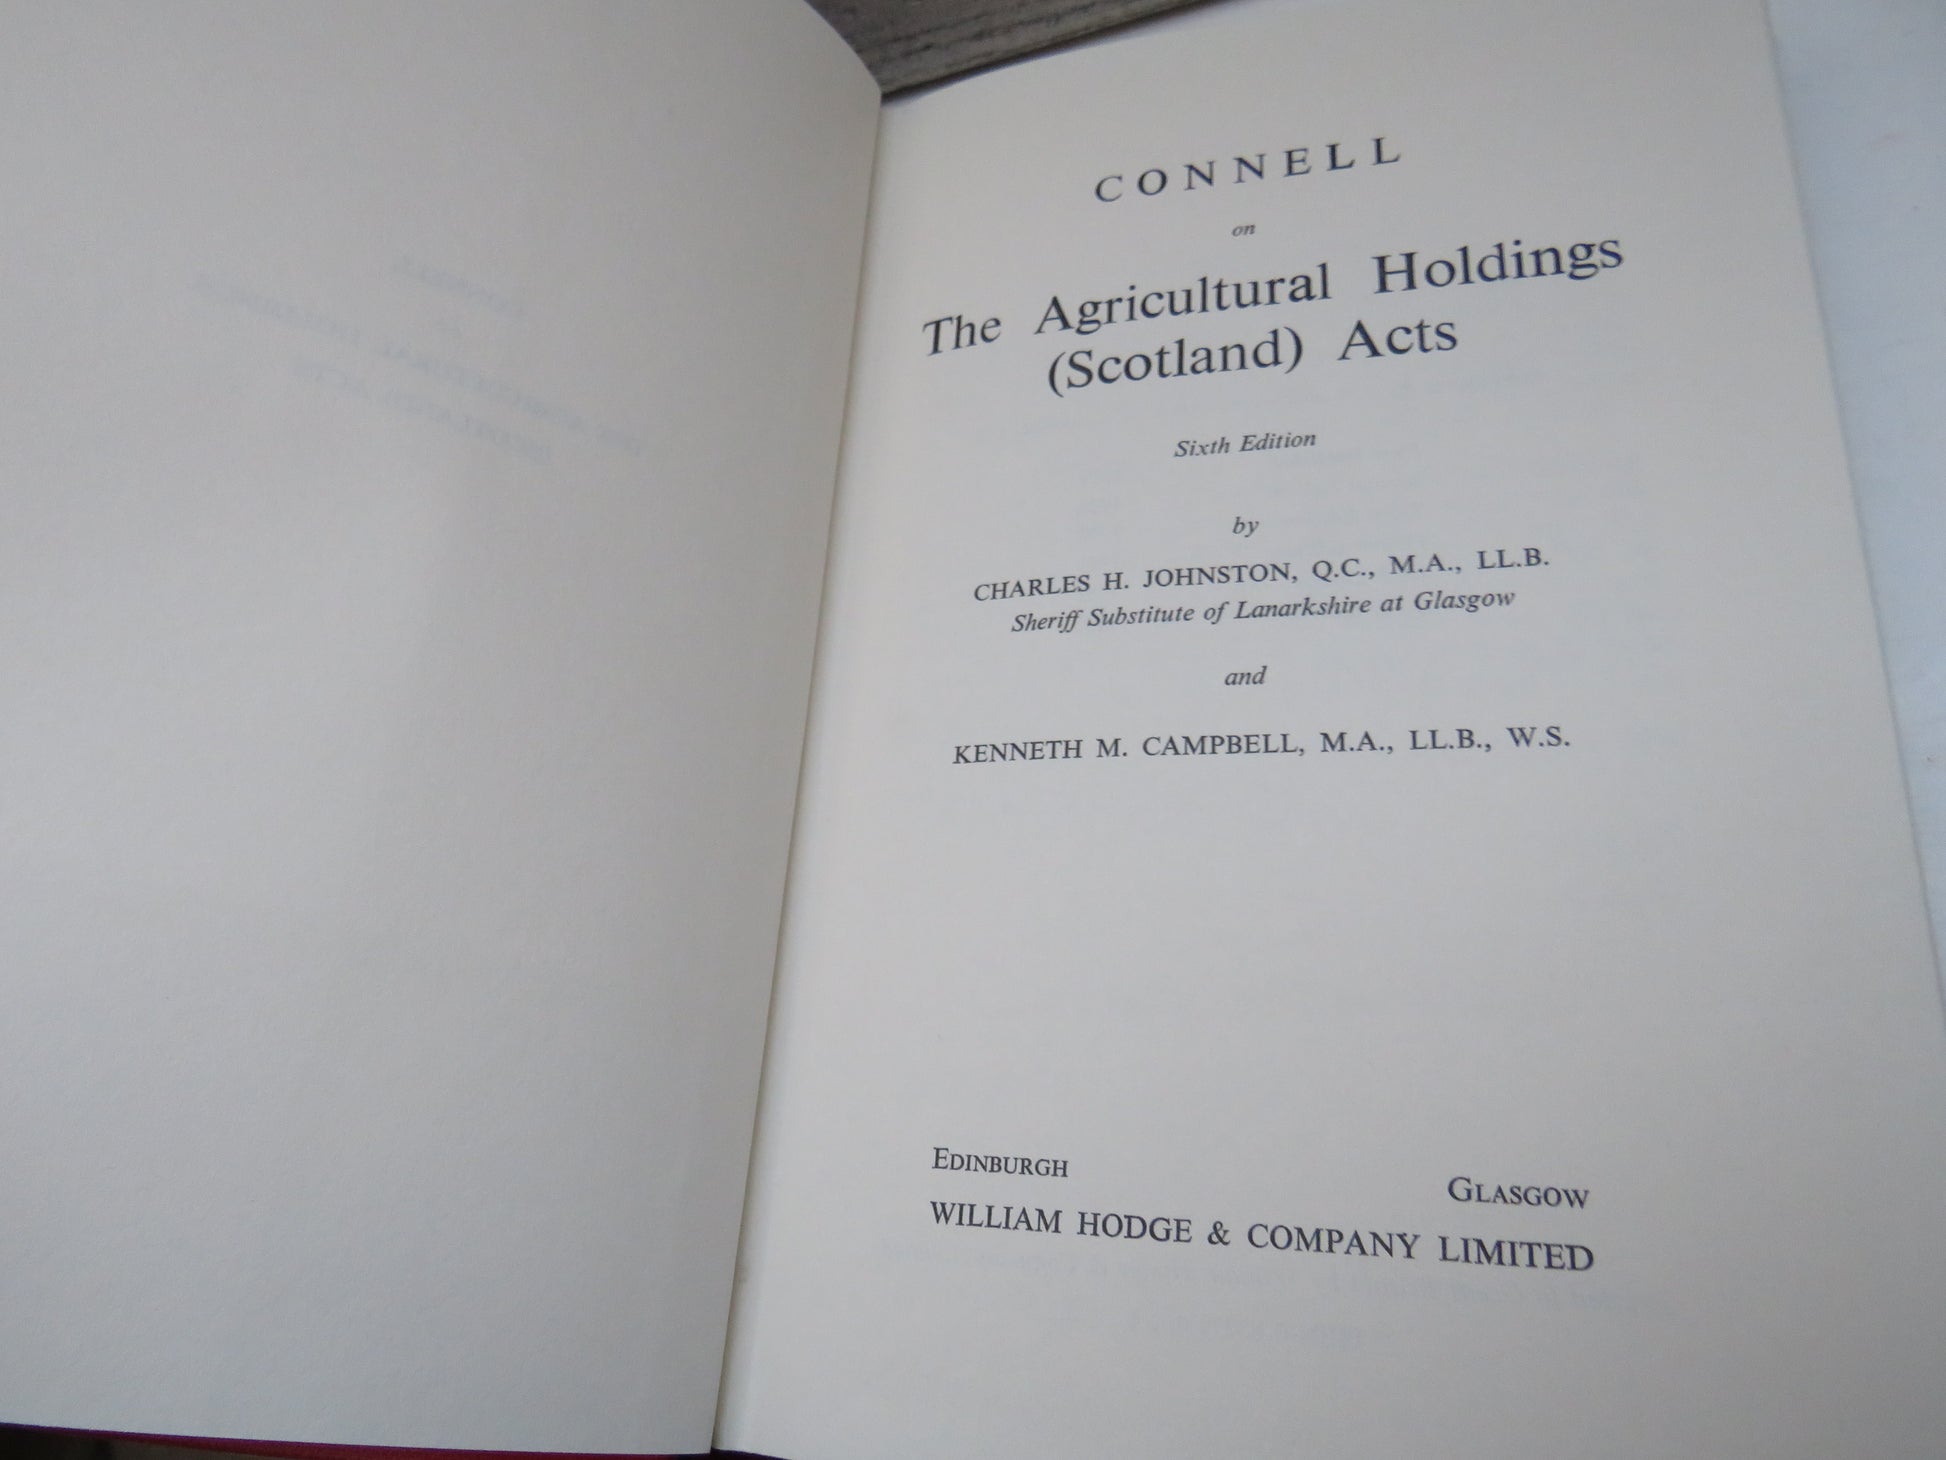 CONNELL
on
The Agricultural Holdings
(Scotland) Acts
Sixth Edition
by
CHARLES H. JOHNSTON, Q.C., M.A., LL.B.
Sheriff Substitute of Lanarkshire at Glasgow
and
KENNETH M. CAMPBELL, M.A., LL.B., W.S.
EDINBURGH GLASGOW
WILLIAM HODGE & COMPANY LIMITED